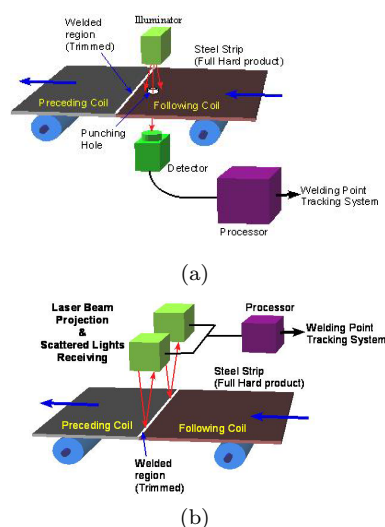 Welded
region
(Trimmed)
Illuminator
Steel Strip
(Full Hard product)
Preceding Coil
Following Coil
Punching
Hole
Detector
Processor
Welding Point
Tracking System
(a)
Laser Beam
Projection
&
Scattered Lights
Receiving
Processor
Welding Point
Tracking System
Steel Strip
(Full Hard product)
Preceding Coil
Following Coil
Welded
region
(Trimmed)
(b)